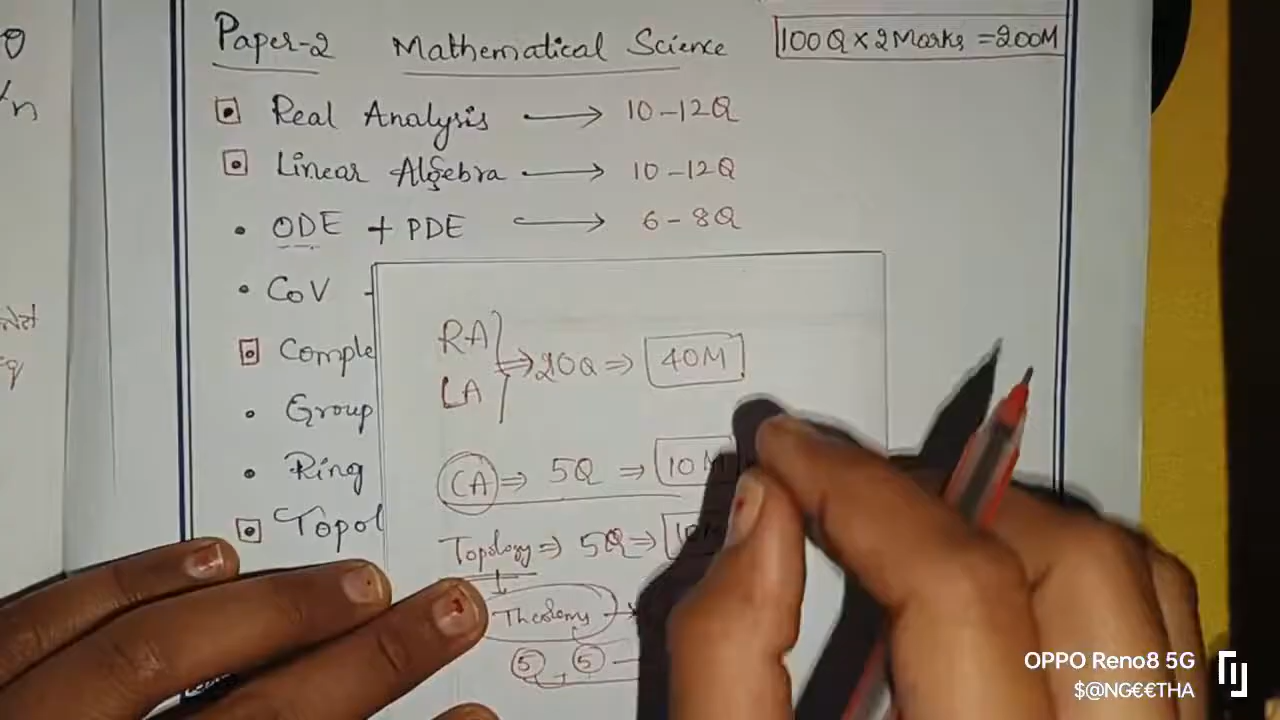 Paper-2 Mathematical Science 100Q×2Marks=200M
Real Analysis → 10-12Q
Linear Algebra → 10-12Q
ODE + PDE → 6-8Q
CoV
Comple
Group
Ring
Topol
RA
LA
⇒ 20Q ⇒ 40M
CA ⇒ 5Q ⇒ 10M
Topology ⇒ 5Q ⇒
5, 5
OPPO Reno8 5G
$@NG€€THA